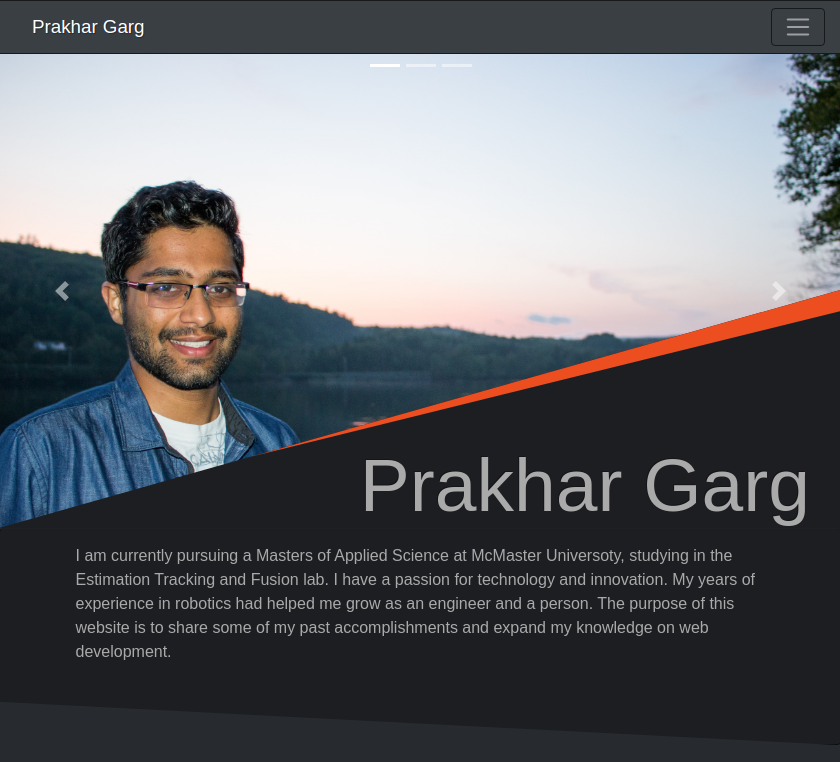 Prakhar Garg
Prakhar Garg
I am currently pursuing a Masters of Applied Science at McMaster Universoty, studying in the
Estimation Tracking and Fusion lab. I have a passion for technology and innovation. My years of
experience in robotics had helped me grow as an engineer and a person. The purpose of this
website is to share some of my past accomplishments and expand my knowledge on web
development.